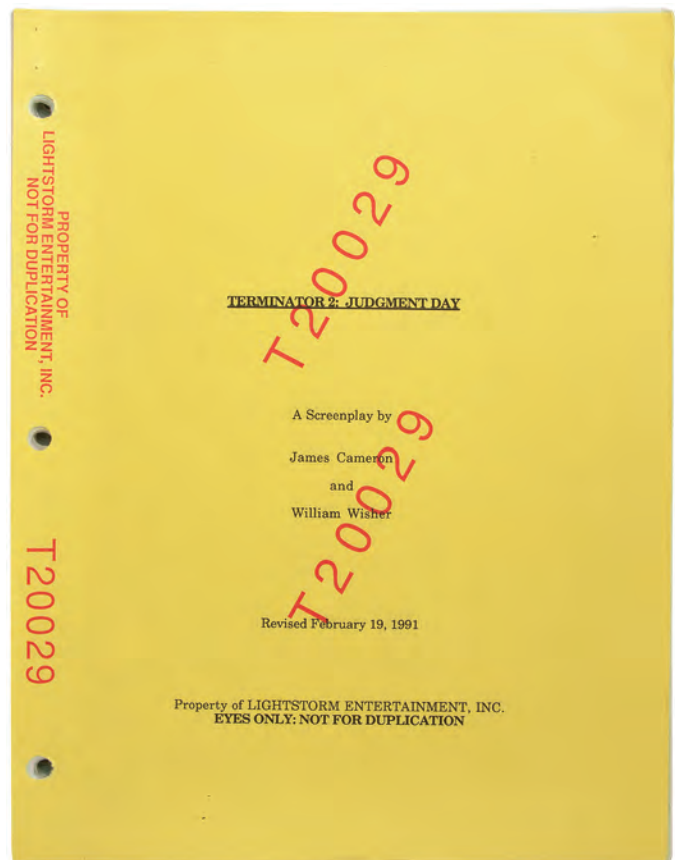 PROPERTY OF
LIGHTSTORM ENTERTAINMENT, INC.
NOT FOR DUPLICATION
T20029
T20029
TERMINATOR 2: JUDGMENT DAY
A Screenplay by
James Cameron
and
William Wisher
T20029
Revised February 19, 1991
Property of LIGHTSTORM ENTERTAINMENT, INC.
EYES ONLY: NOT FOR DUPLICATION